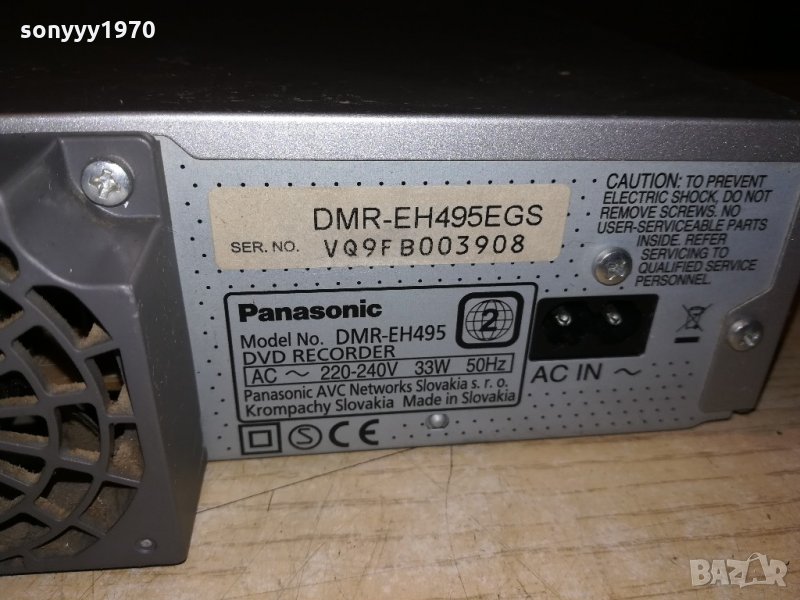 sonyyy1970
DMR-EH495EGS
SER. NO. VQ9FB003908
CAUTION: TO PREVENT
ELECTRIC SHOCK, DO NOT
REMOVE SCREWS. NO
USER-SERVICEABLE PARTS
INSIDE. REFER
SERVICING TO
QUALIFIED SERVICE
PERSONNEL.
Panasonic
Model No. DMR-EH495
DVD RECORDER
AC ~ 220-240V 33W 50Hz
Panasonic AVC Networks Slovakia s. r. o.
Krompachy Slovakia Made in Slovakia
2
AC IN ~
S CE
BAZAR